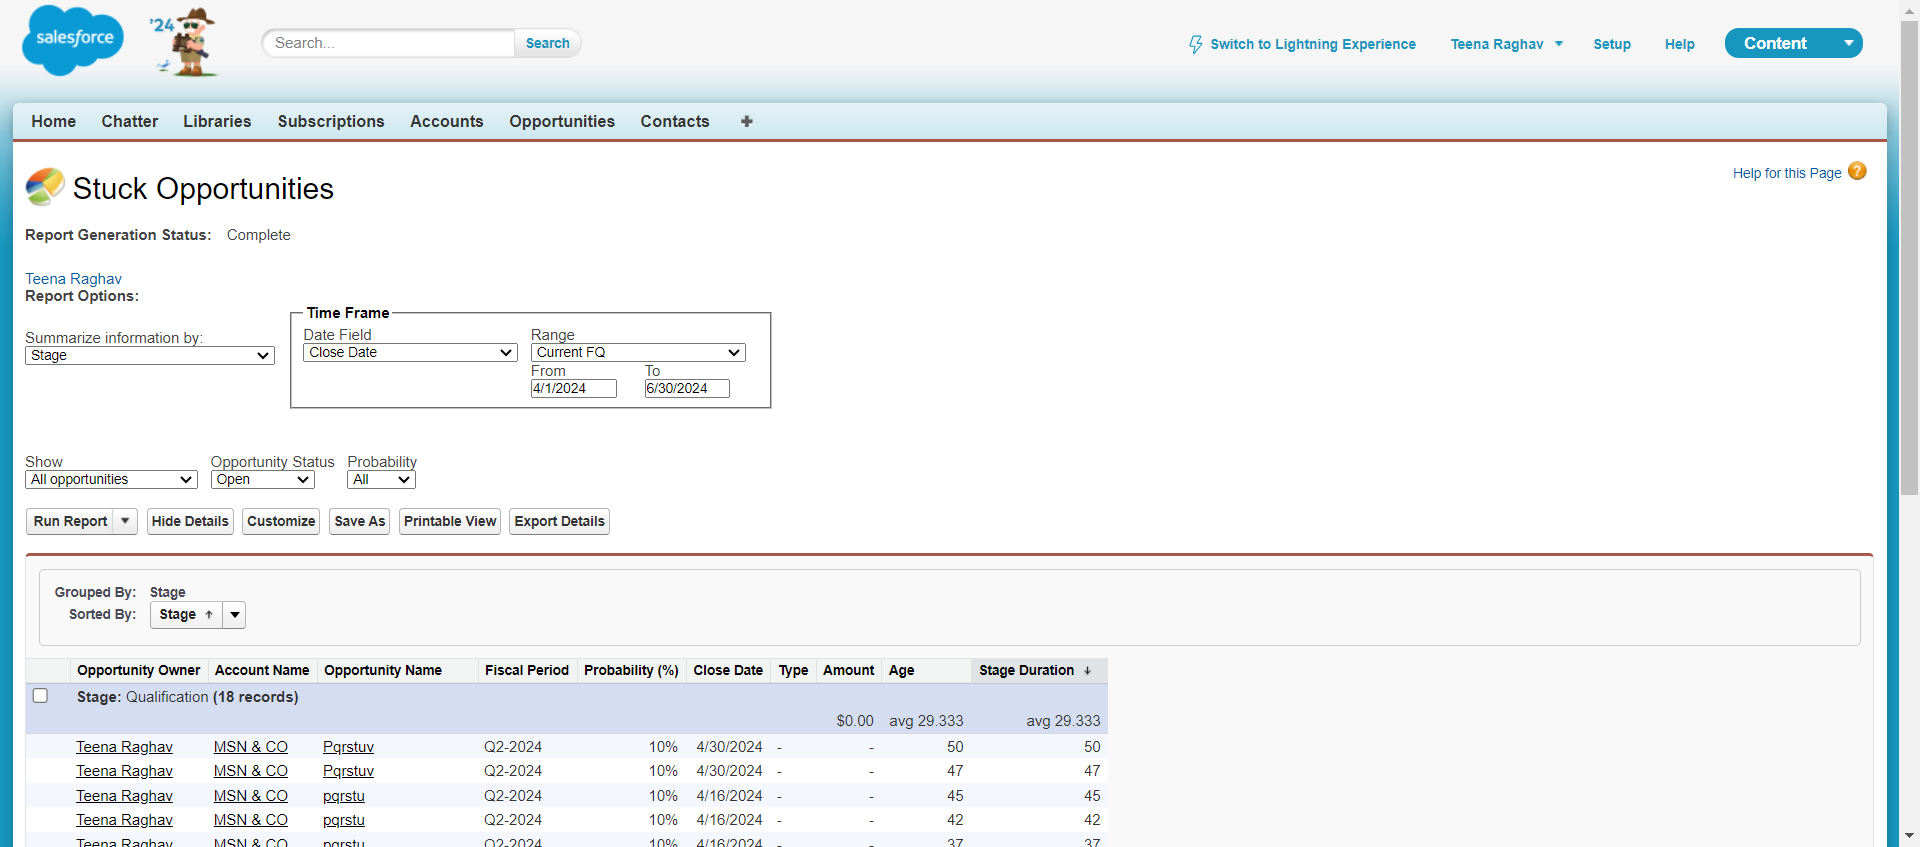 salesforce
'24
Search...
Search
Switch to Lightning Experience
Teena Raghav
Setup
Help
Content
Home
Chatter
Libraries
Subscriptions
Accounts
Opportunities
Contacts
+
Stuck Opportunities
Help for this Page ?
Report Generation Status: Complete
Teena Raghav
Report Options:
Time Frame
Summarize information by:
Stage
Date Field
Close Date
Range
Current FQ
From
To
4/1/2024
6/30/2024
Show
All opportunities
Opportunity Status
Open
Probability
All
Run Report
Hide Details
Customize
Save As
Printable View
Export Details
Grouped By: Stage
Sorted By: Stage ↑
Opportunity Owner Account Name Opportunity Name Fiscal Period Probability (%) Close Date Type Amount Age Stage Duration ↓
Stage: Qualification (18 records)
$0.00 avg 29.333 avg 29.333
Teena Raghav MSN & CO Pqrstuv Q2-2024 10% 4/30/2024 - - 50 50
Teena Raghav MSN & CO Pqrstuv Q2-2024 10% 4/30/2024 - - 47 47
Teena Raghav MSN & CO pqrstu Q2-2024 10% 4/16/2024 - - 45 45
Teena Raghav MSN & CO pqrstu Q2-2024 10% 4/16/2024 - - 42 42
Teena Raghav MSN & CO pqrstu Q2-2024 10% 4/16/2024 - - 37 37